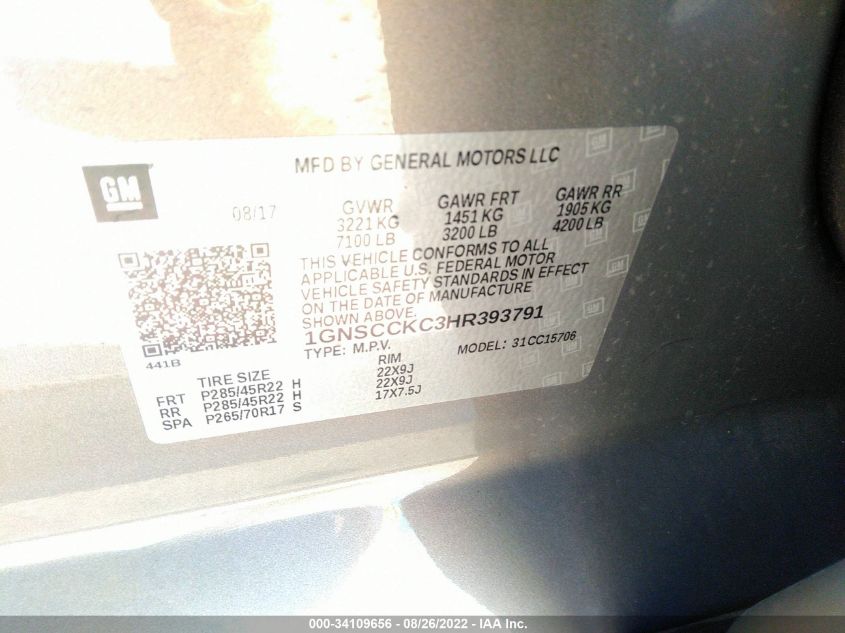 MFD BY GENERAL MOTORS LLC
GM
08/17
GVWR GAWR FRT GAWR RR
3221 KG 1451 KG 1905 KG
7100 LB 3200 LB 4200 LB
THIS VEHICLE CONFORMS TO ALL
APPLICABLE U.S. FEDERAL MOTOR
VEHICLE SAFETY STANDARDS IN EFFECT
ON THE DATE OF MANUFACTURE
SHOWN ABOVE.
1GNSCCKC3HR393791
TYPE: M.P.V. MODEL: 31CC15706
441B
TIRE SIZE RIM
FRT P285/45R22 H 22X9J
RR P285/45R22 H 22X9J
SPA P265/70R17 S 17X7.5J
000-34109656 - 08/26/2022 - IAA Inc.